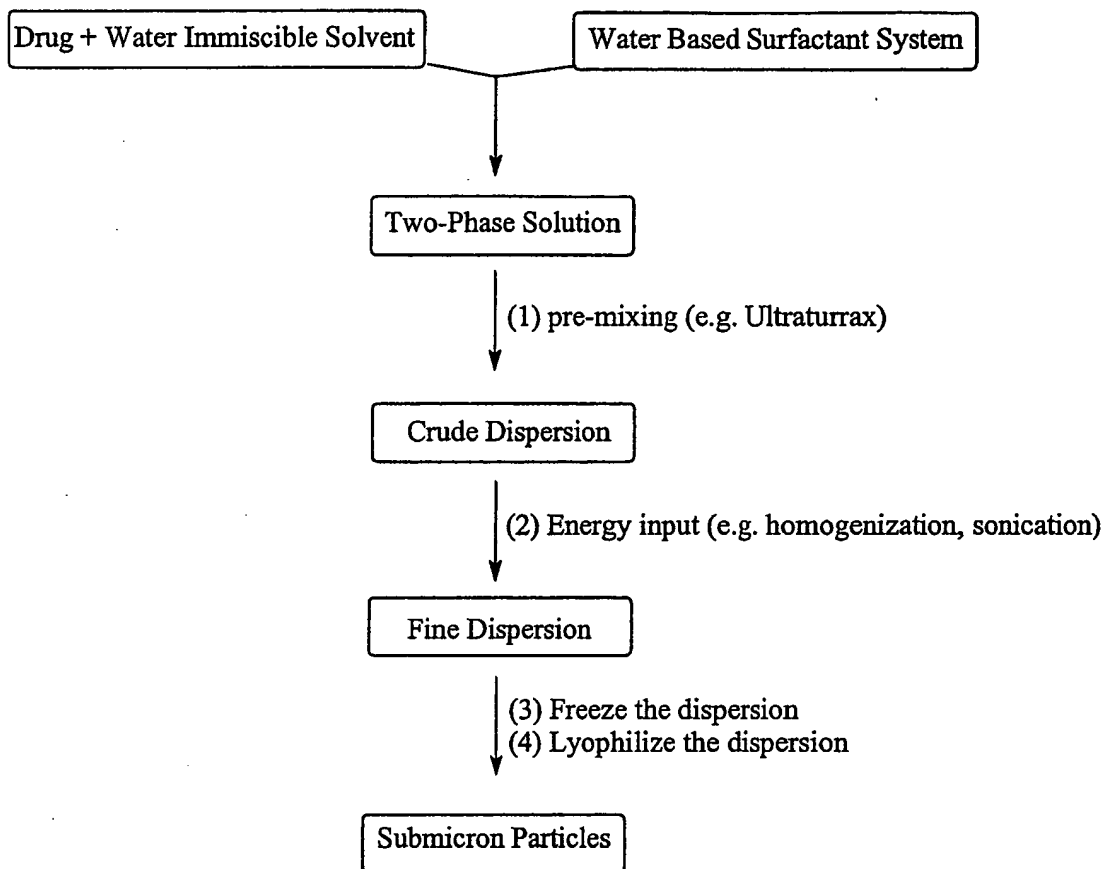 Drug + Water Immiscible Solvent
Water Based Surfactant System
Two-Phase Solution
(1) pre-mixing (e.g. Ultraturrax)
Crude Dispersion
(2) Energy input (e.g. homogenization, sonication)
Fine Dispersion
(3) Freeze the dispersion
(4) Lyophilize the dispersion
Submicron Particles